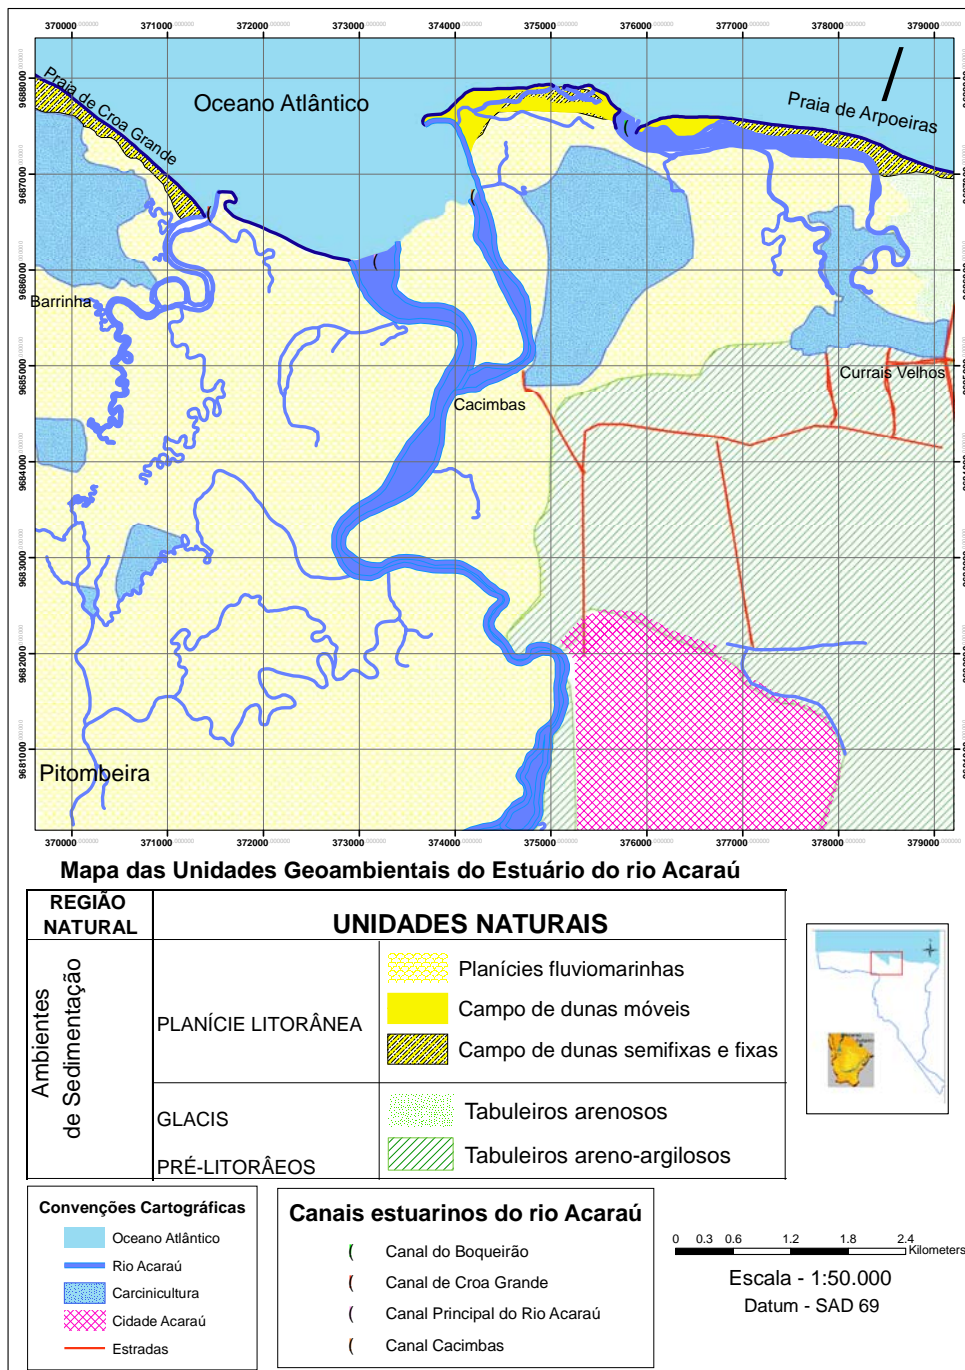 370000 371000 372000 373000 374000 375000 376000 377000 378000 379000
9688000
9687000
9686000
9685000
9684000
9683000
9682000
9681000
Praia de Croa Grande
Oceano Atlântico
Praia de Arpoeiras
Barrinha
Cacimbas
Currais Velhos
Pitombeira
370000 371000 372000 373000 374000 375000 376000 377000 378000 379000
Mapa das Unidades Geoambientais do Estuário do rio Acaraú
REGIÃO
NATURAL
UNIDADES NATURAIS
Ambientes
de Sedimentação
PLANÍCIE LITORÂNEA
Planícies fluviomarinhas
Campo de dunas móveis
Campo de dunas semifixas e fixas
GLACIS
PRÉ-LITORÂEOS
Tabuleiros arenosos
Tabuleiros areno-argilosos
Convenções Cartográficas
Oceano Atlântico
Rio Acaraú
Carcinicultura
Cidade Acaraú
Estradas
Canais estuarinos do rio Acaraú
Canal do Boqueirão
Canal de Croa Grande
Canal Principal do Rio Acaraú
Canal Cacimbas
0 0.3 0.6 1.2 1.8 2.4
Kilometers
Escala - 1:50.000
Datum - SAD 69